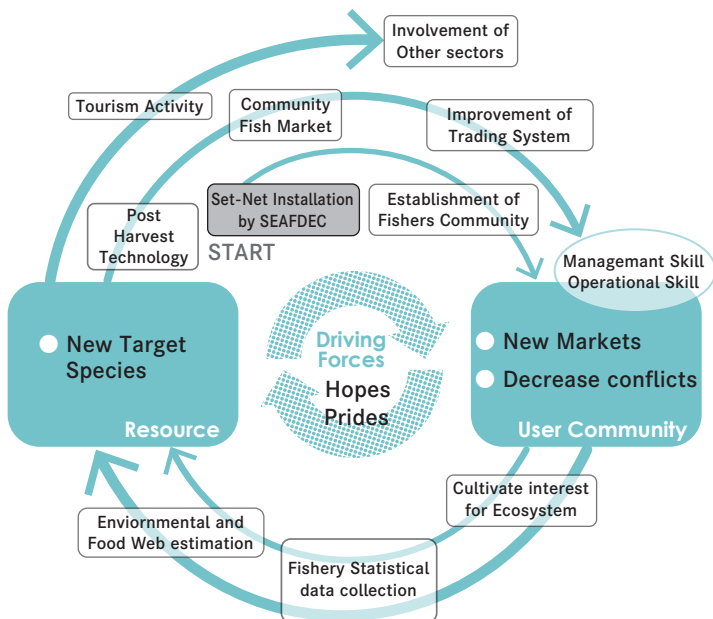 Involvement of
Other sectors
Tourism Activity
Community
Fish Market
Improvement of
Trading System
Set-Net Installation
by SEAFDEC
START
Establishment of
Fishers Community
Post
Harvest
Technology
Managemant Skill
Operational Skill
New Target
Species
Resource
Driving
Forces
Hopes
Prides
New Markets
Decrease conflicts
User Community
Cultivate interest
for Ecosystem
Enviornmental and
Food Web estimation
Fishery Statistical
data collection